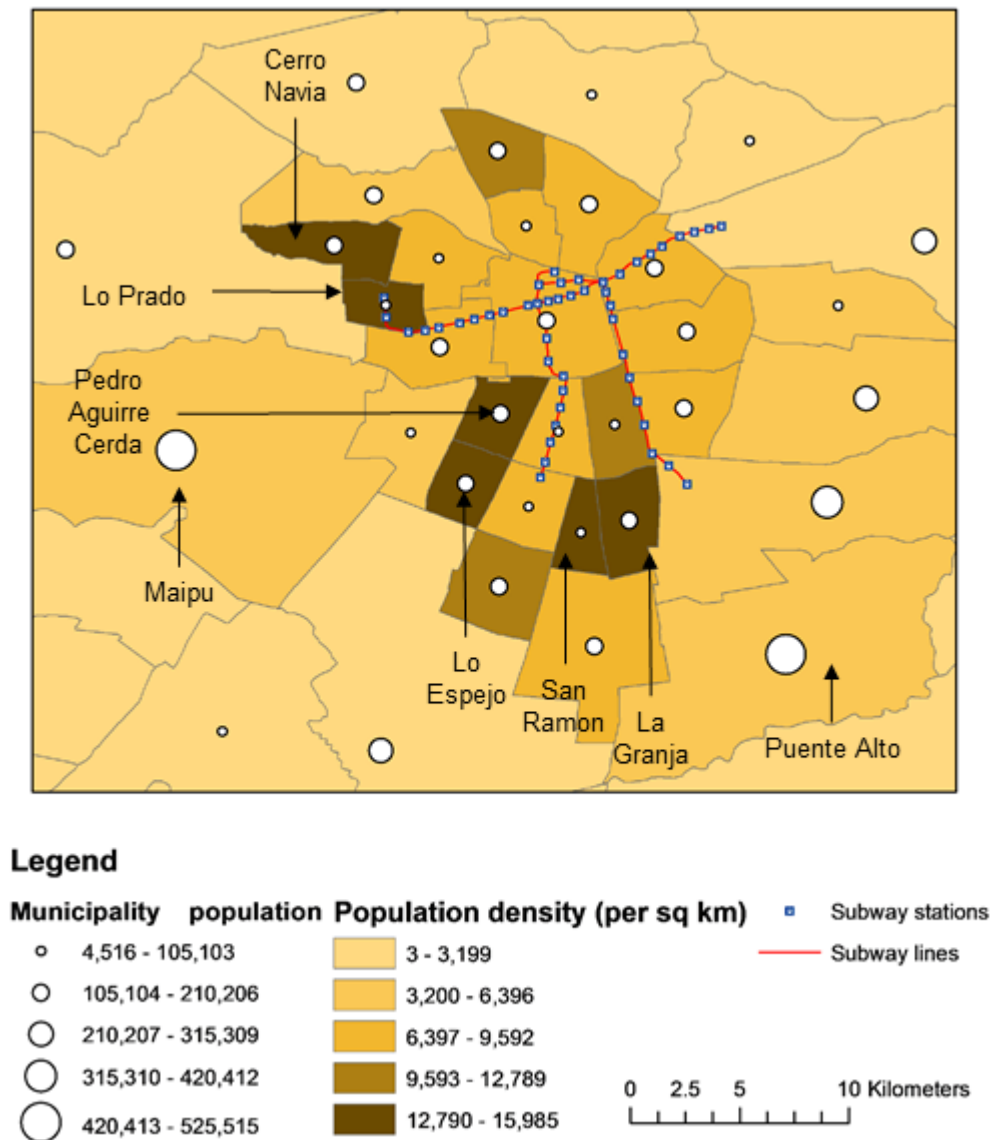 Cerro
Navia
Lo Prado
Pedro
Aguirre
Cerda
Maipu
Lo
Espejo
San
Ramon
La
Granja
Puente Alto
Legend
Municipality population
4,516 - 105,103
105,104 - 210,206
210,207 - 315,309
315,310 - 420,412
420,413 - 525,515
Population density (per sq km)
3 - 3,199
3,200 - 6,396
6,397 - 9,592
9,593 - 12,789
12,790 - 15,985
Subway stations
Subway lines
0 2.5 5 10 Kilometers